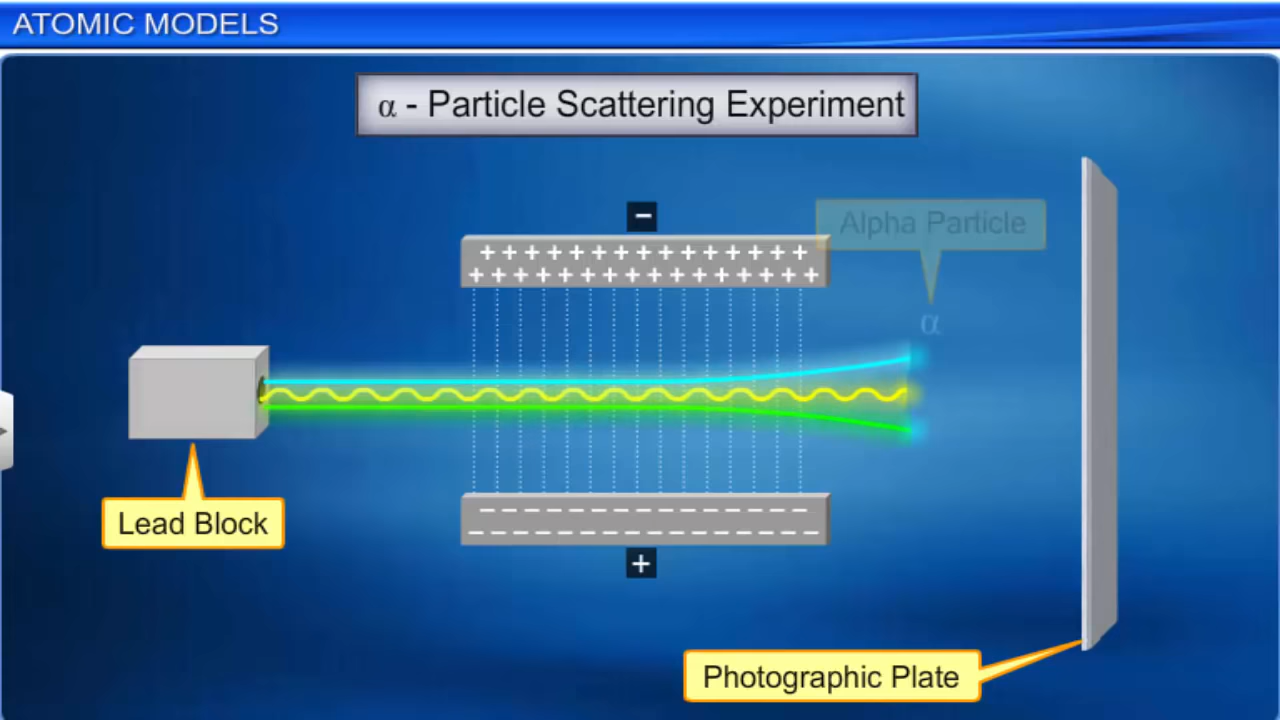 ATOMIC MODELS
α - Particle Scattering Experiment
−
Alpha Particle
+ + + + + + + + + + + + + + +
+ + + + + + + + + + + + + + + +
α
Lead Block
− − − − − − − − − − − − − − −
− − − − − − − − − − − − − − − −
+
Photographic Plate